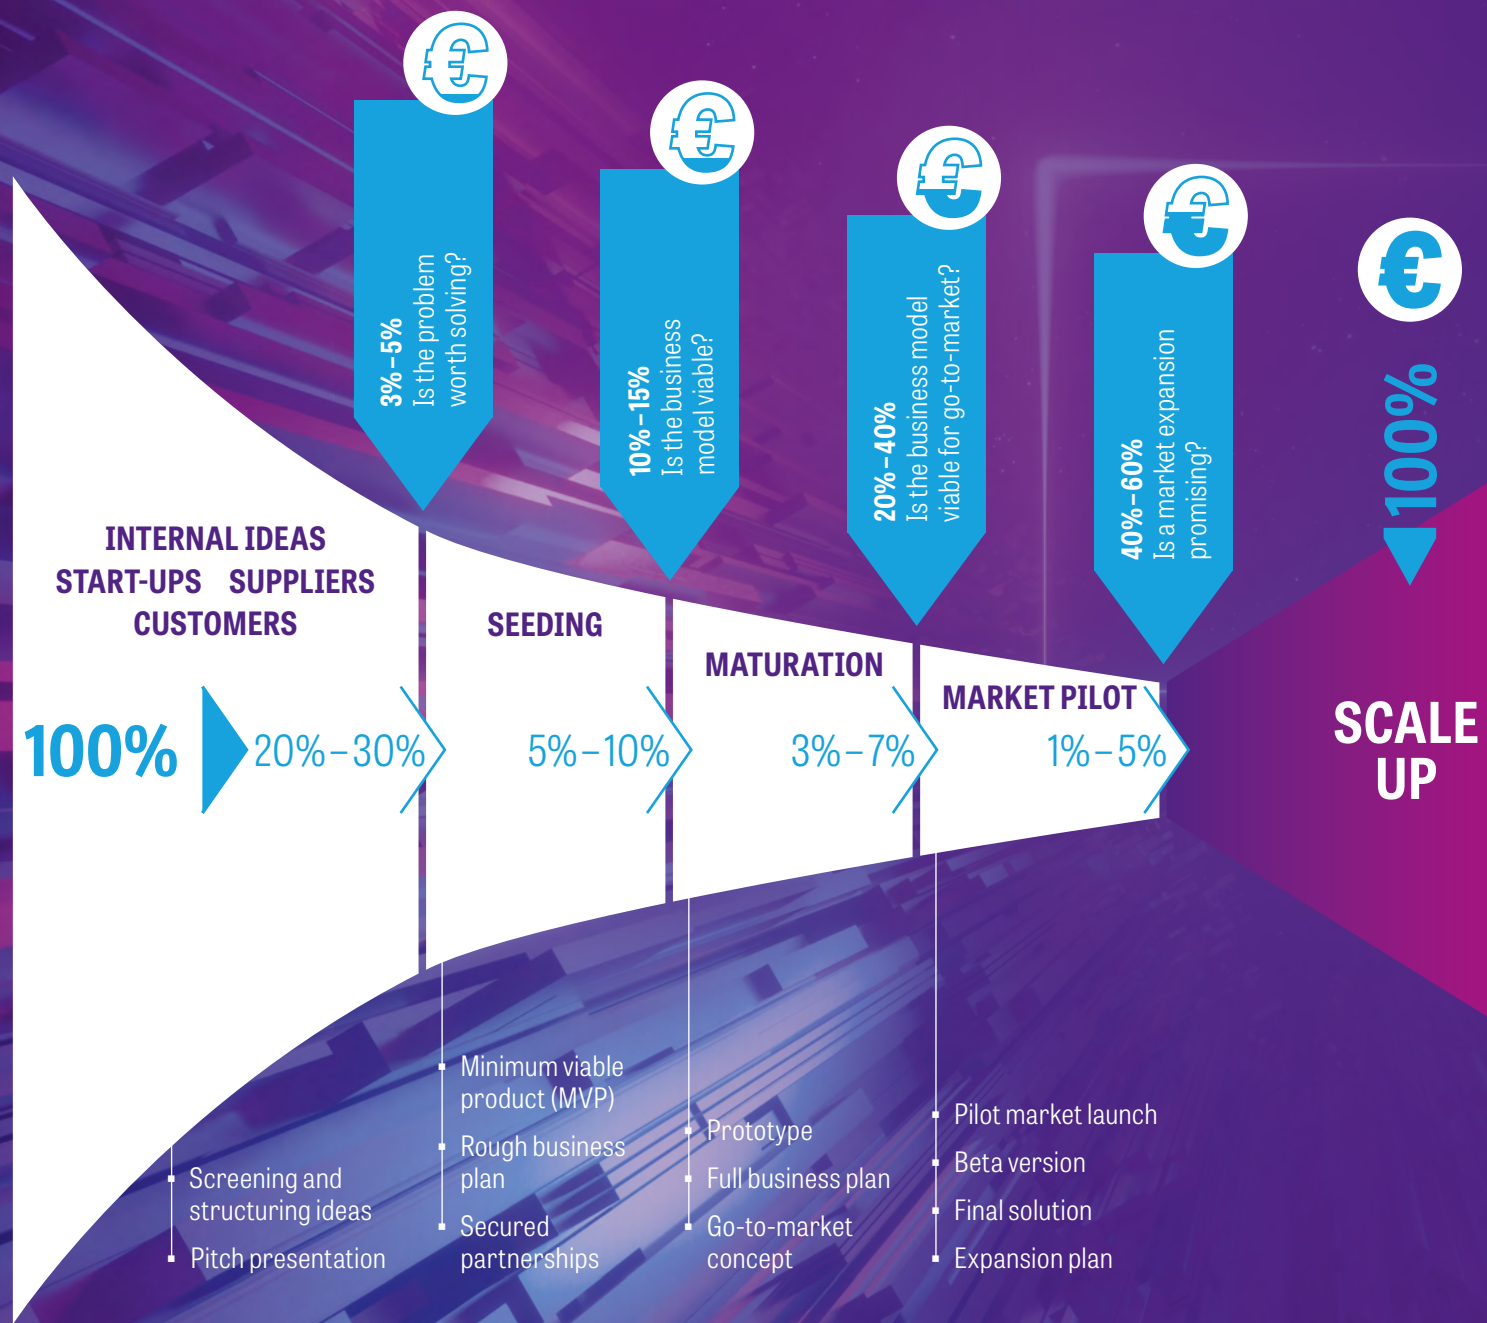 €
€
€
€
€
3%–5%
Is the problem
worth solving?
10%–15%
Is the business
model viable?
20%–40%
Is the business model
viable for go-to-market?
40%–60%
Is a market expansion
promising?
100%
INTERNAL IDEAS
START-UPS SUPPLIERS
CUSTOMERS
SEEDING
MATURATION
MARKET PILOT
SCALE
UP
100%
20%–30%
5%–10%
3%–7%
1%–5%
Screening and
structuring ideas
Pitch presentation
Minimum viable
product (MVP)
Rough business
plan
Secured
partnerships
Prototype
Full business plan
Go-to-market
concept
Pilot market launch
Beta version
Final solution
Expansion plan